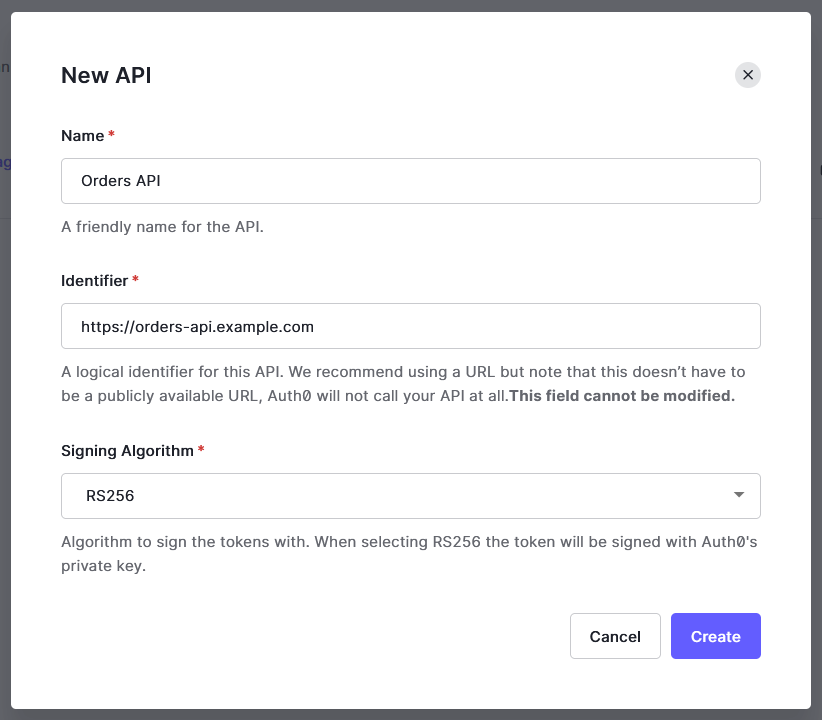 New API
Name *
Orders API
A friendly name for the API.
Identifier *
https://orders-api.example.com
A logical identifier for this API. We recommend using a URL but note that this doesn’t have to
be a publicly available URL, Auth0 will not call your API at all.This field cannot be modified.
Signing Algorithm *
RS256
Algorithm to sign the tokens with. When selecting RS256 the token will be signed with Auth0's
private key.
Cancel Create